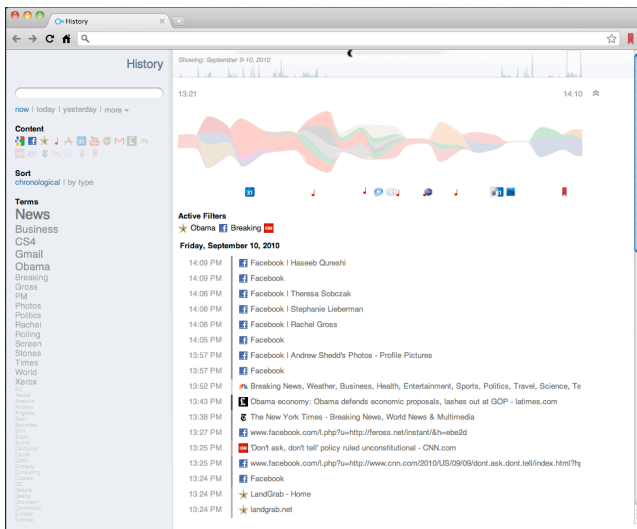 History
History
Showing: September 9-10, 2010
13:21
14:10
now | today | yesterday | more
Content
31
Sort
chronological | by type
Terms
News
Business
CS4
Gmail
Obama
Breaking
Gross
PM
Photos
Politics
Rachel
Rolling
Screen
Stones
Times
World
Xerox
AC
Adobe
America
Andrew
Angeles
31
31
Active Filters
Obama Breaking CNN
Friday, September 10, 2010
14:09 PM Facebook | Haseeb Qureshi
14:09 PM Facebook
14:06 PM Facebook | Theresa Sobczak
14:06 PM Facebook | Stephanie Lieberman
14:06 PM Facebook | Rachel Gross
14:05 PM Facebook
13:57 PM Facebook | Andrew Shedd's Photos - Profile Pictures
13:57 PM Facebook
13:52 PM Breaking News, Weather, Business, Health, Entertainment, Sports, Politics, Travel, Science, Te
13:43 PM Obama economy: Obama defends economic proposals, lashes out at GOP - latimes.com
13:38 PM The New York Times - Breaking News, World News & Multimedia
13:27 PM www.facebook.com/l.php?u=http://feross.net/instant/&h=ebe2d
13:25 PM 'Don't ask, don't tell' policy ruled unconstitutional - CNN.com
13:25 PM www.facebook.com/l.php?u=http://www.cnn.com/2010/US/09/09/dont.ask.dont.tell/index.html?h
13:24 PM Facebook
13:24 PM LandGrab - Home
13:24 PM landgrab.net